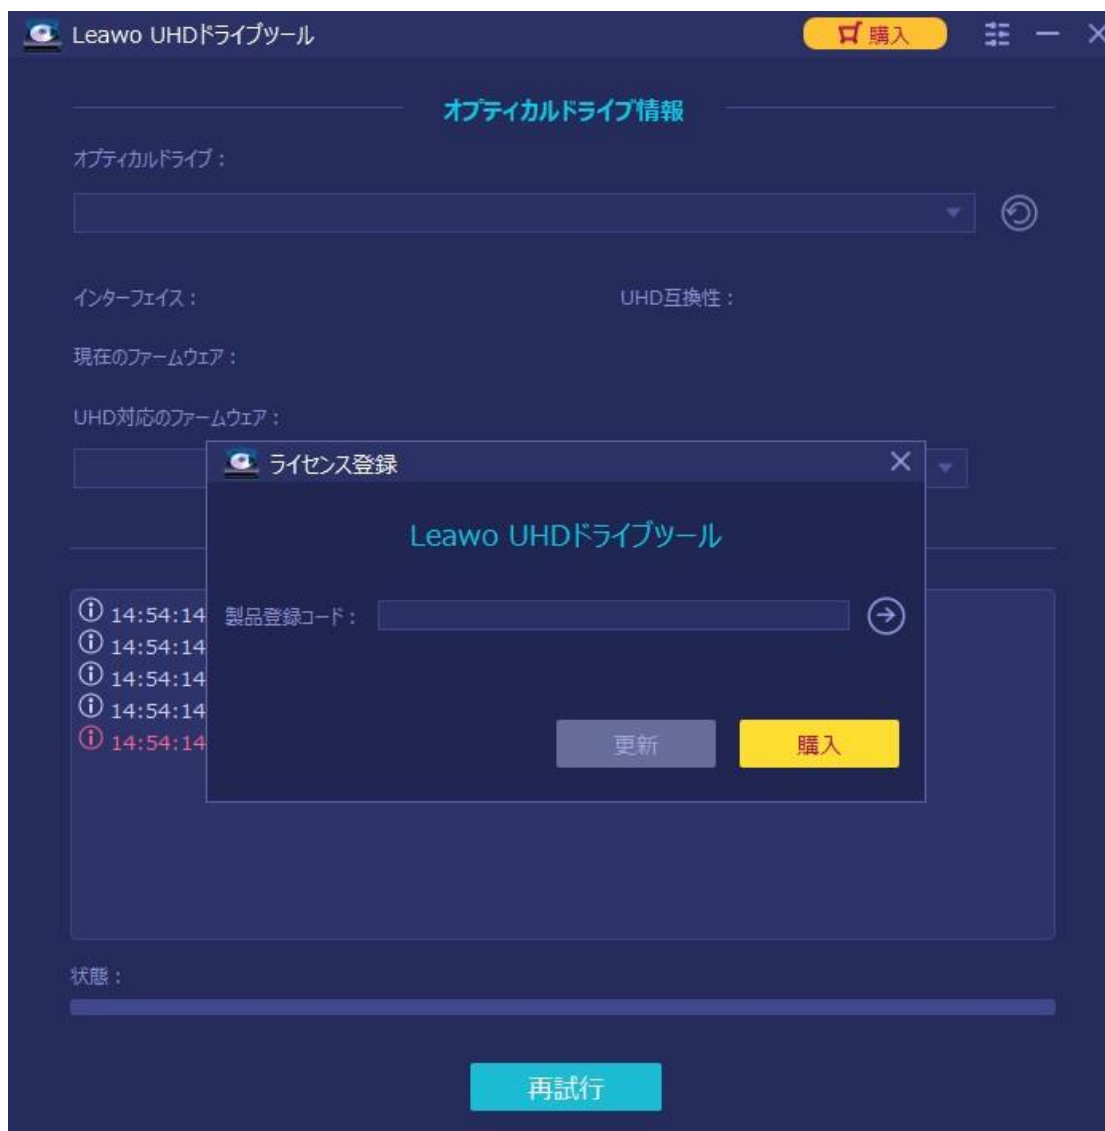 Leawo UHDドライブツール 購入
オプティカルドライブ情報
オプティカルドライブ：
インターフェイス： UHD互換性：
現在のファームウェア：
UHD対応のファームウェア：
ライセンス登録
Leawo UHDドライブツール
製品登録コード：
更新 購入
14:54:14
14:54:14
14:54:14
14:54:14
14:54:14
状態：
再試行